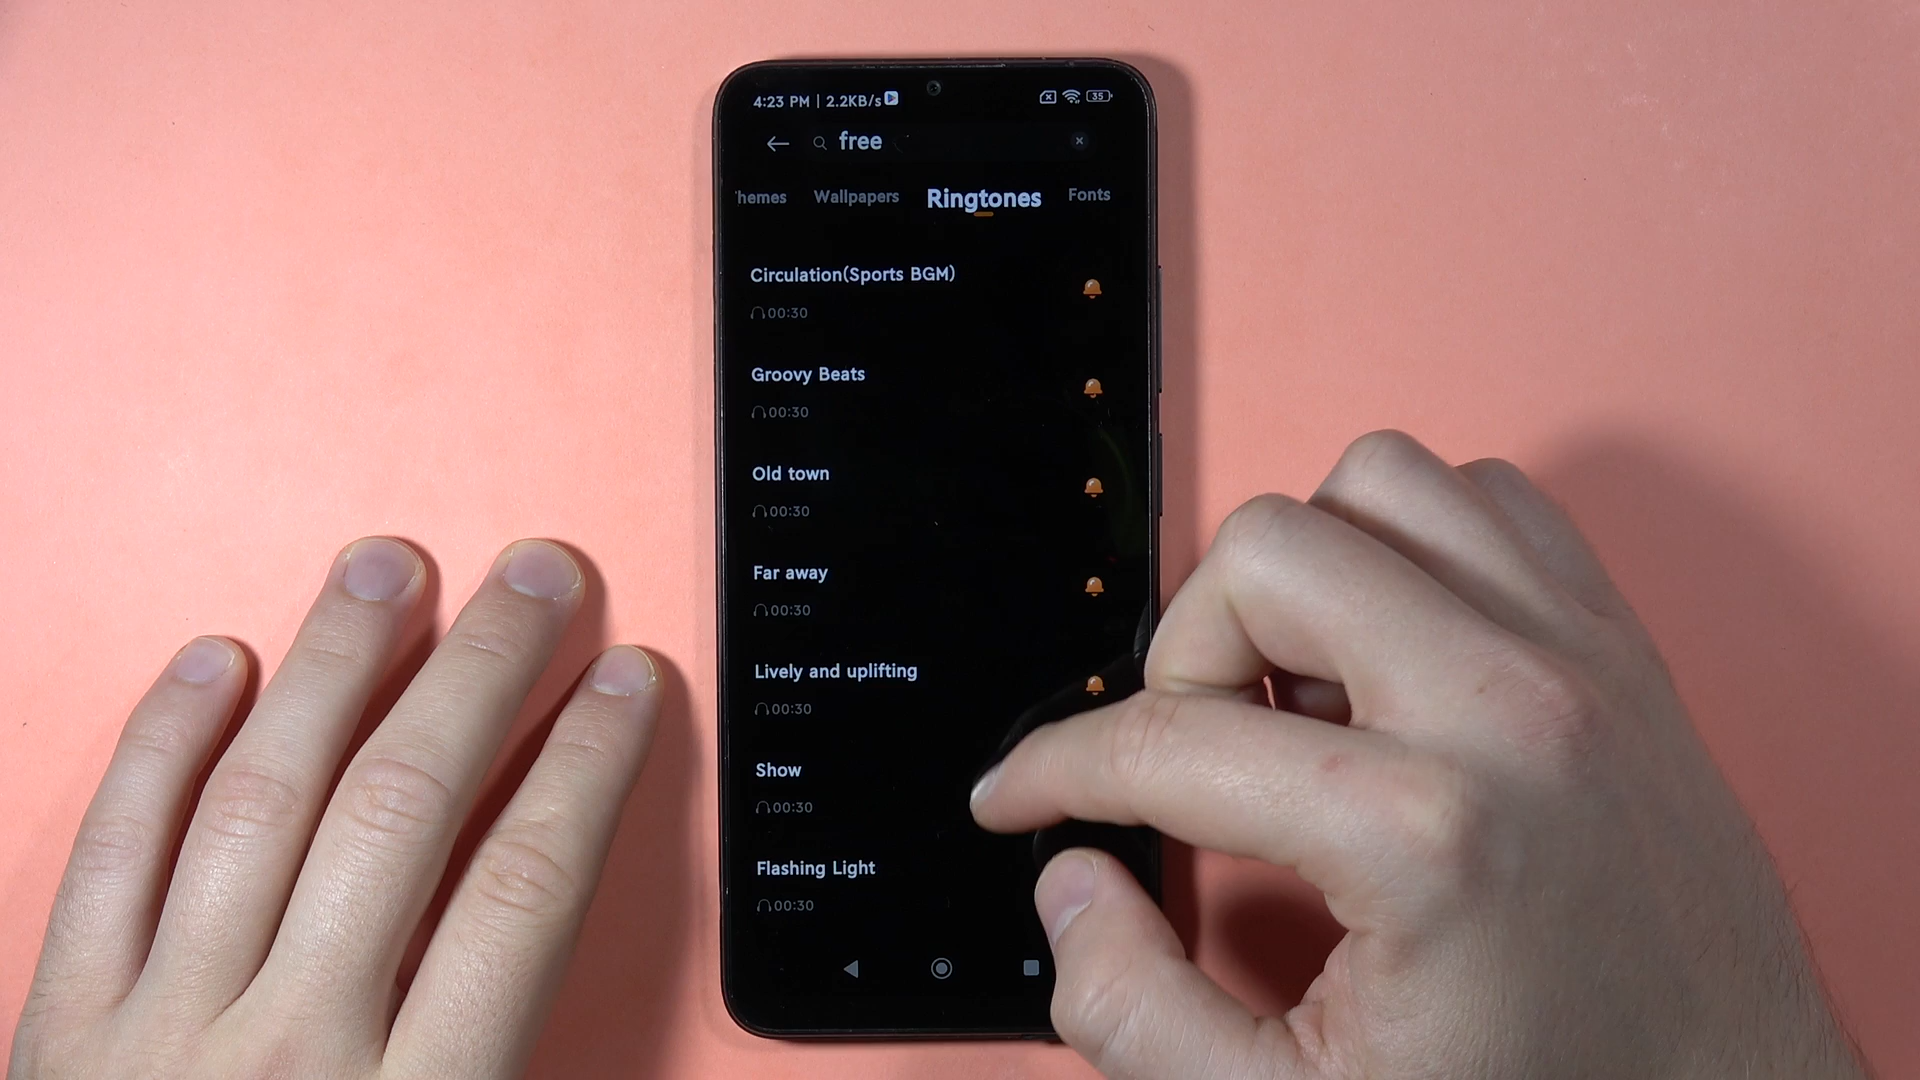 4:23 PM | 2.2KB/s 35
free
hemes Wallpapers Ringtones Fonts
Circulation(Sports BGM)
00:30
Groovy Beats
00:30
Old town
00:30
Far away
00:30
Lively and uplifting
00:30
Show
00:30
Flashing Light
00:30